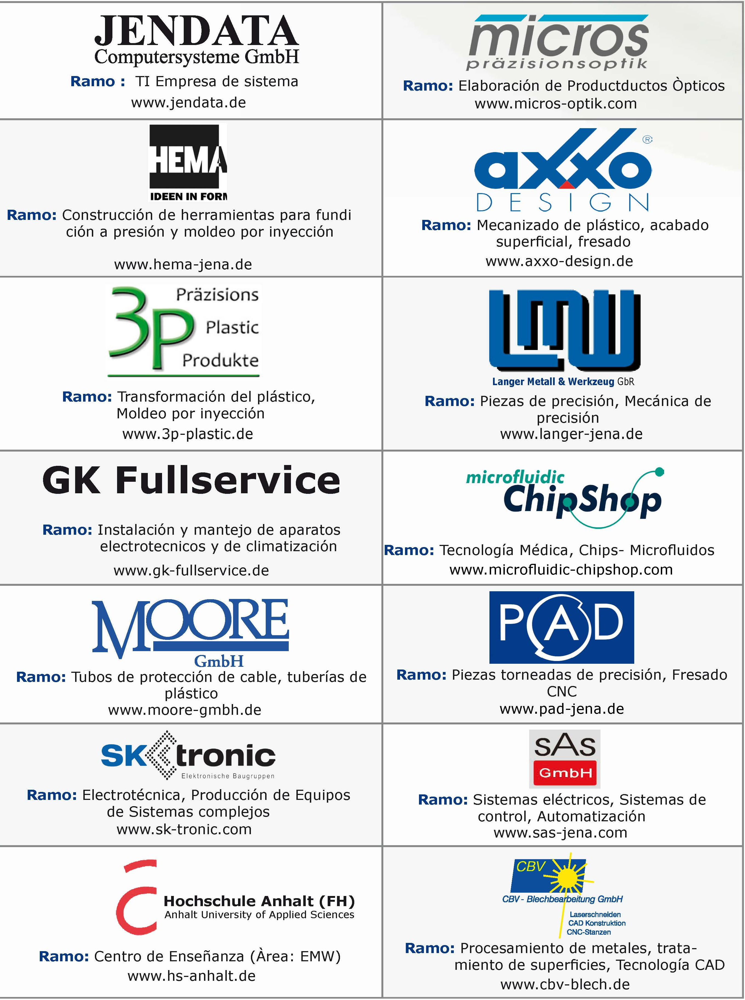 JENDATA
Computersysteme GmbH
Ramo : TI Empresa de sistema
www.jendata.de
micros
präzisionsoptik
Ramo: Elaboración de Productductos Òpticos
www.micros-optik.com
HEMA
IDEEN IN FORM
Ramo: Construcción de herramientas para fundi
ción a presión y moldeo por inyección
www.hema-jena.de
axxo ®
DESIGN
Ramo: Mecanizado de plástico, acabado
superficial, fresado
www.axxo-design.de
3p Präzisions
Plastic
Produkte
Ramo: Transformación del plástico,
Moldeo por inyección
www.3p-plastic.de
LMW
Langer Metall & Werkzeug GbR
Ramo: Piezas de precisión, Mecánica de
precisión
www.langer-jena.de
GK Fullservice
Ramo: Instalación y mantejo de aparatos
electrotecnicos y de climatización
www.gk-fullservice.de
microfluidic
ChipShop
Ramo: Tecnología Médica, Chips- Microfluidos
www.microfluidic-chipshop.com
MOORE
GmbH
Ramo: Tubos de protección de cable, tuberías de
plástico
www.moore-gmbh.de
PAD
Ramo: Piezas torneadas de precisión, Fresado
CNC
www.pad-jena.de
SK tronic
Elektronische Baugruppen
Ramo: Electrotécnica, Producción de Equipos
de Sistemas complejos
www.sk-tronic.com
sAs
GmbH
Ramo: Sistemas eléctricos, Sistemas de
control, Automatización
www.sas-jena.com
Hochschule Anhalt (FH)
Anhalt University of Applied Sciences
Ramo: Centro de Enseñanza (Àrea: EMW)
www.hs-anhalt.de
CBV
CBV - Blechbearbeitung GmbH
Laserschneiden
CAD Konstruktion
CNC-Stanzen
Ramo: Procesamiento de metales, trata-
miento de superficies, Tecnología CAD
www.cbv-blech.de